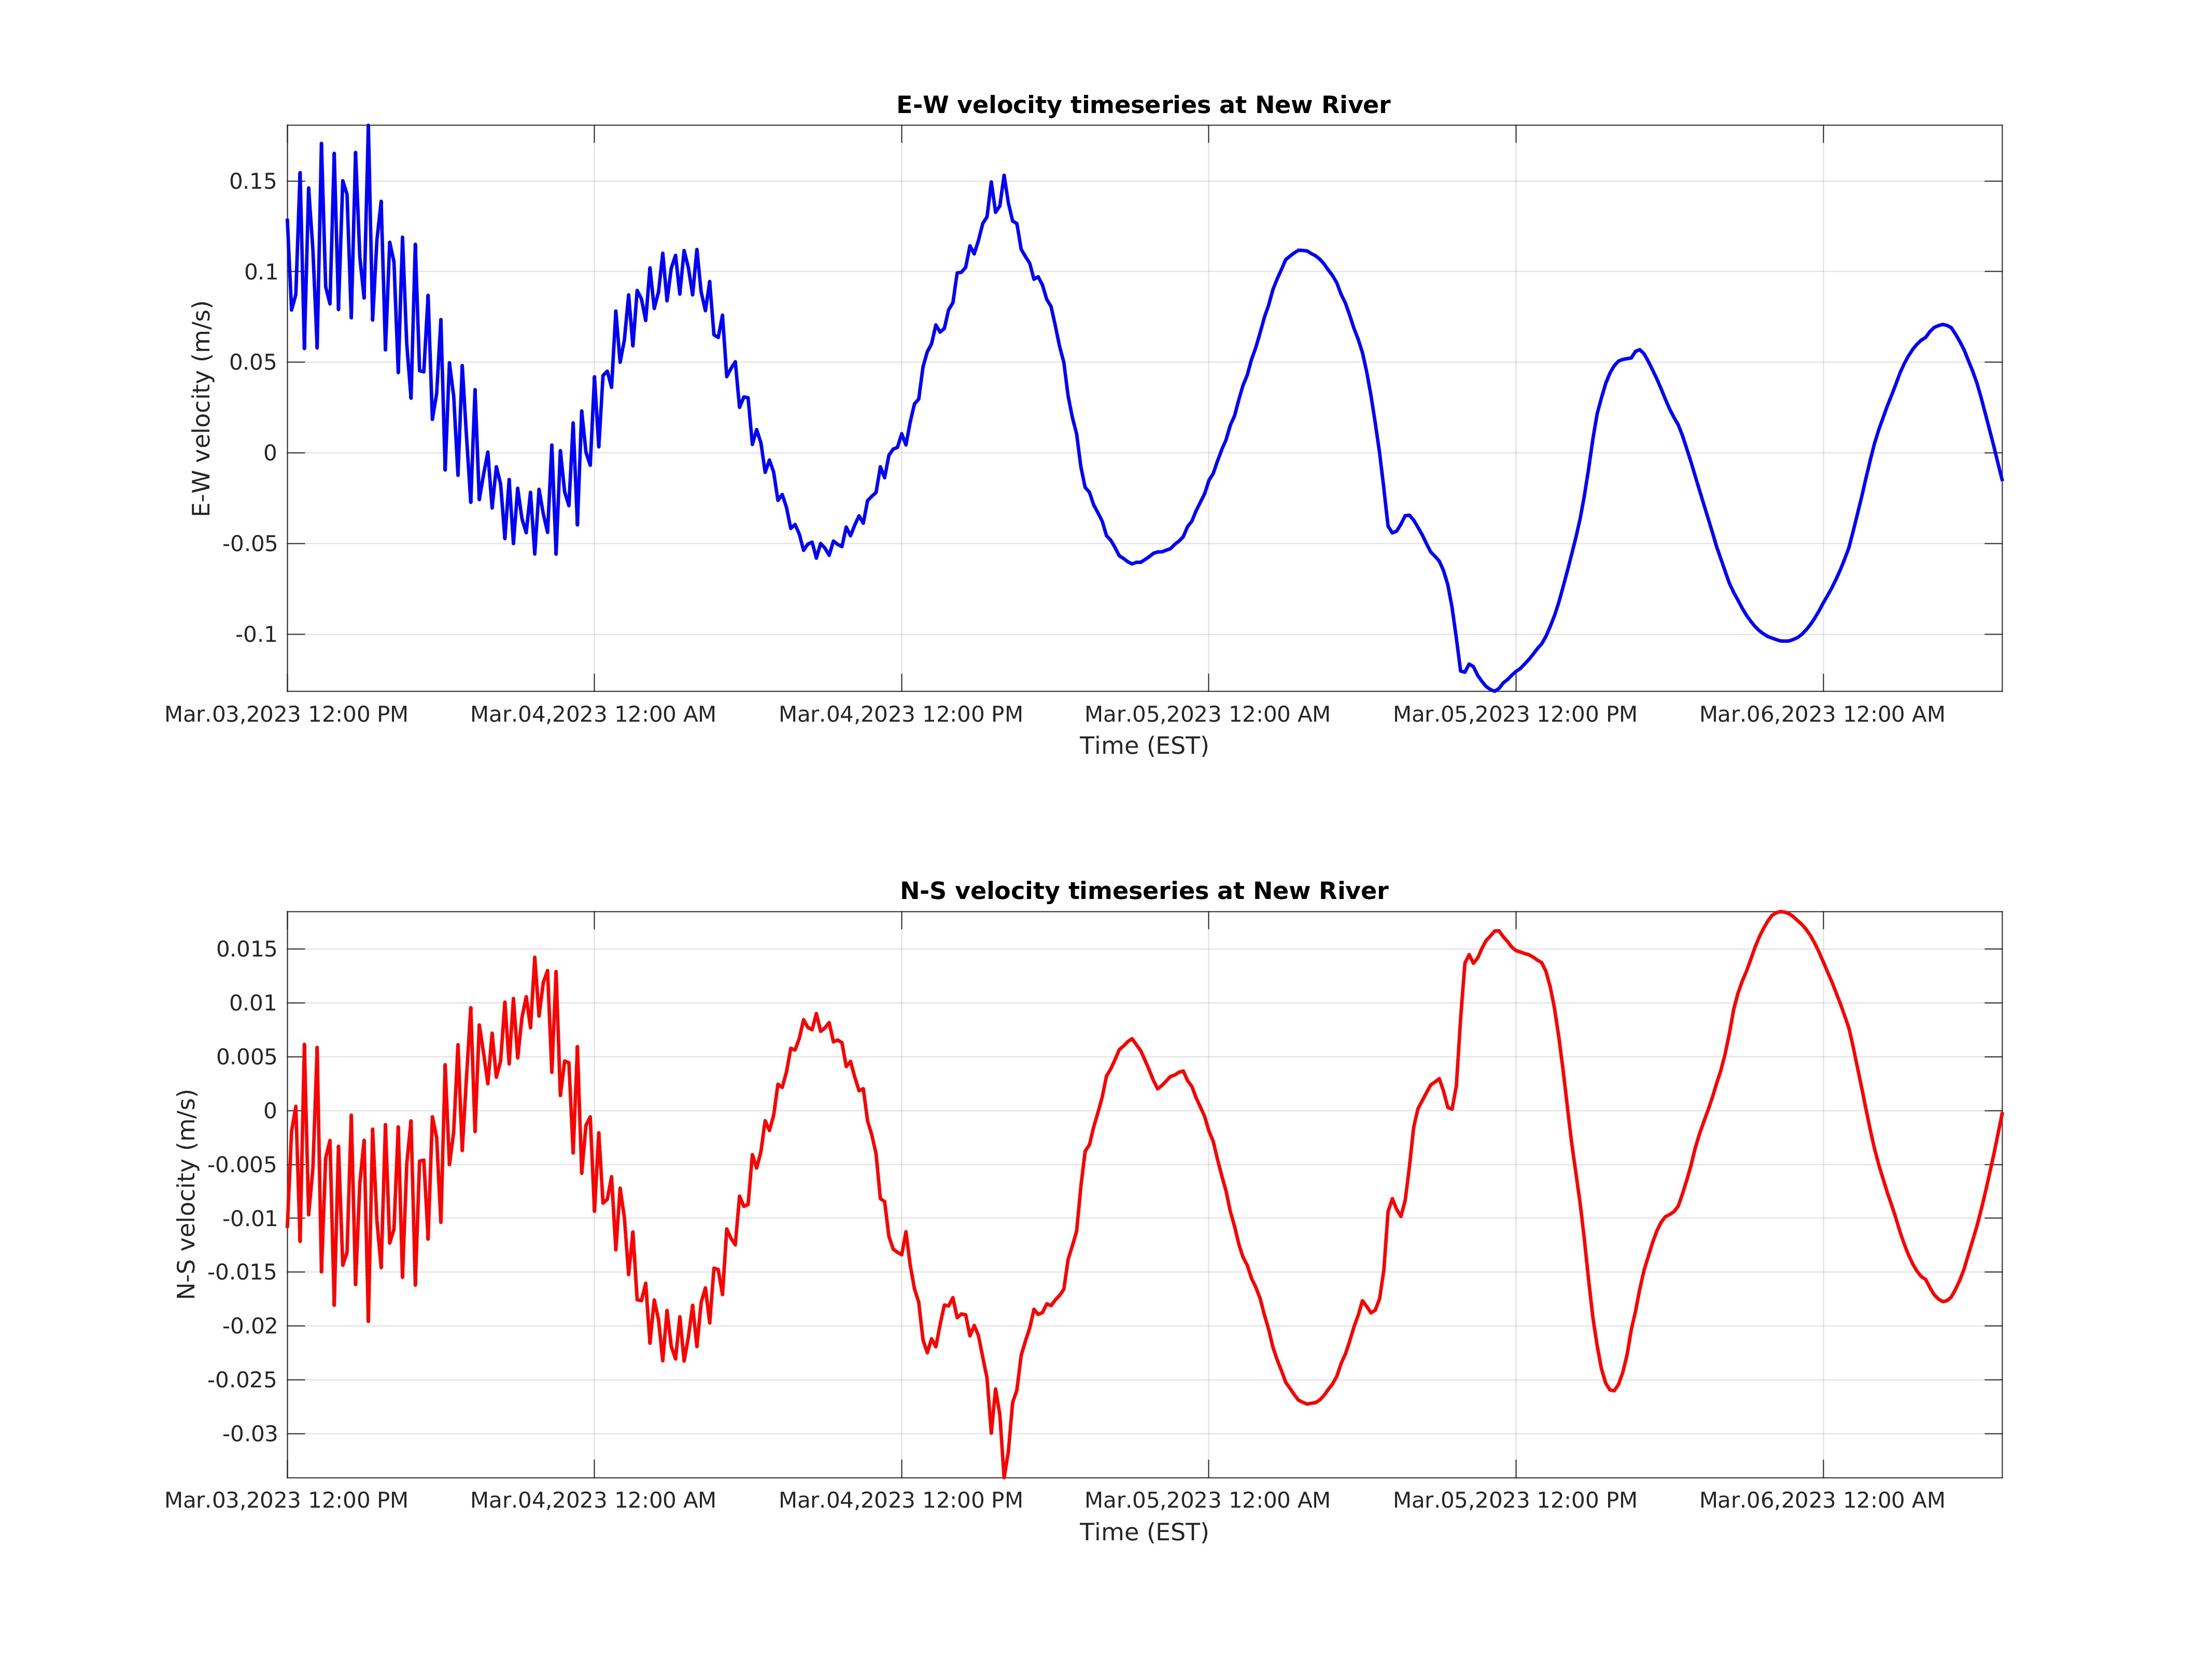 E-W velocity timeseries at New River
E-W velocity (m/s)
0.15
0.1
0.05
0
-0.05
-0.1
Mar.03,2023 12:00 PM Mar.04,2023 12:00 AM Mar.04,2023 12:00 PM Mar.05,2023 12:00 AM Mar.05,2023 12:00 PM Mar.06,2023 12:00 AM
Time (EST)
N-S velocity timeseries at New River
N-S velocity (m/s)
0.015
0.01
0.005
0
-0.005
-0.01
-0.015
-0.02
-0.025
-0.03
Mar.03,2023 12:00 PM Mar.04,2023 12:00 AM Mar.04,2023 12:00 PM Mar.05,2023 12:00 AM Mar.05,2023 12:00 PM Mar.06,2023 12:00 AM
Time (EST)